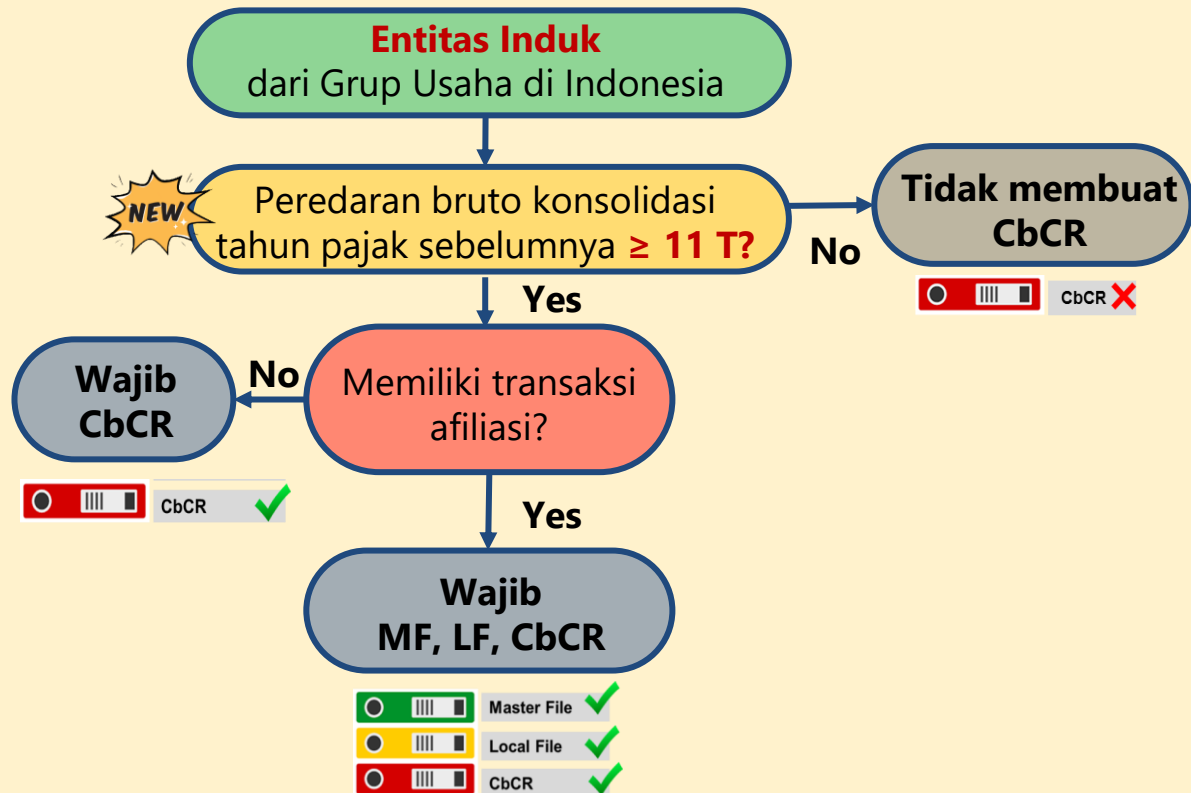 Entitas Induk
dari Grup Usaha di Indonesia
NEW
Peredaran bruto konsolidasi
tahun pajak sebelumnya ≥ 11 T?
No
Tidak membuat
CbCR
CbCR
Yes
Memiliki transaksi
afiliasi?
No
Wajib
CbCR
CbCR
Yes
Wajib
MF, LF, CbCR
Master File
Local File
CbCR